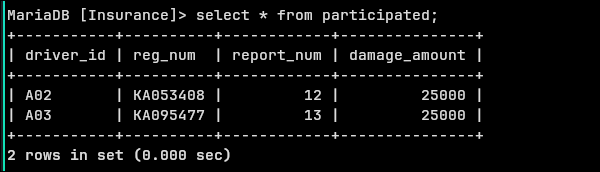 MariaDB [Insurance]> select * from participated;
+-----------+----------+------------+---------------+
| driver_id | reg_num  | report_num | damage_amount |
+-----------+----------+------------+---------------+
| A02       | KA053408 |         12 |         25000 |
| A03       | KA095477 |         13 |         25000 |
+-----------+----------+------------+---------------+
2 rows in set (0.000 sec)